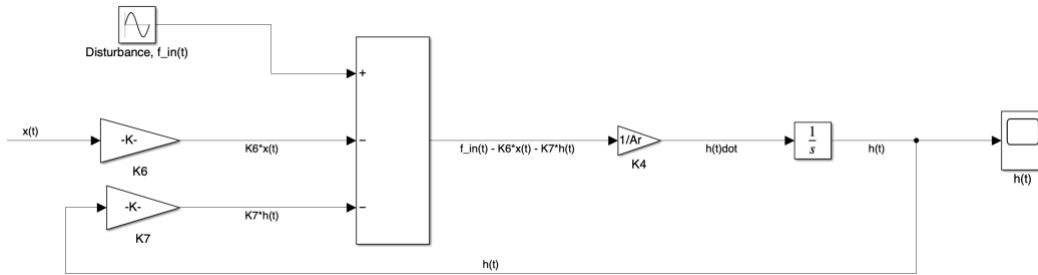 Disturbance, f_in(t)
+
x(t)
-K-
K6*x(t)
K6
−
f_in(t) - K6*x(t) - K7*h(t)
1/Ar
K4
h(t)dot
1
s
h(t)
h(t)
-K-
K7*h(t)
K7
−
h(t)